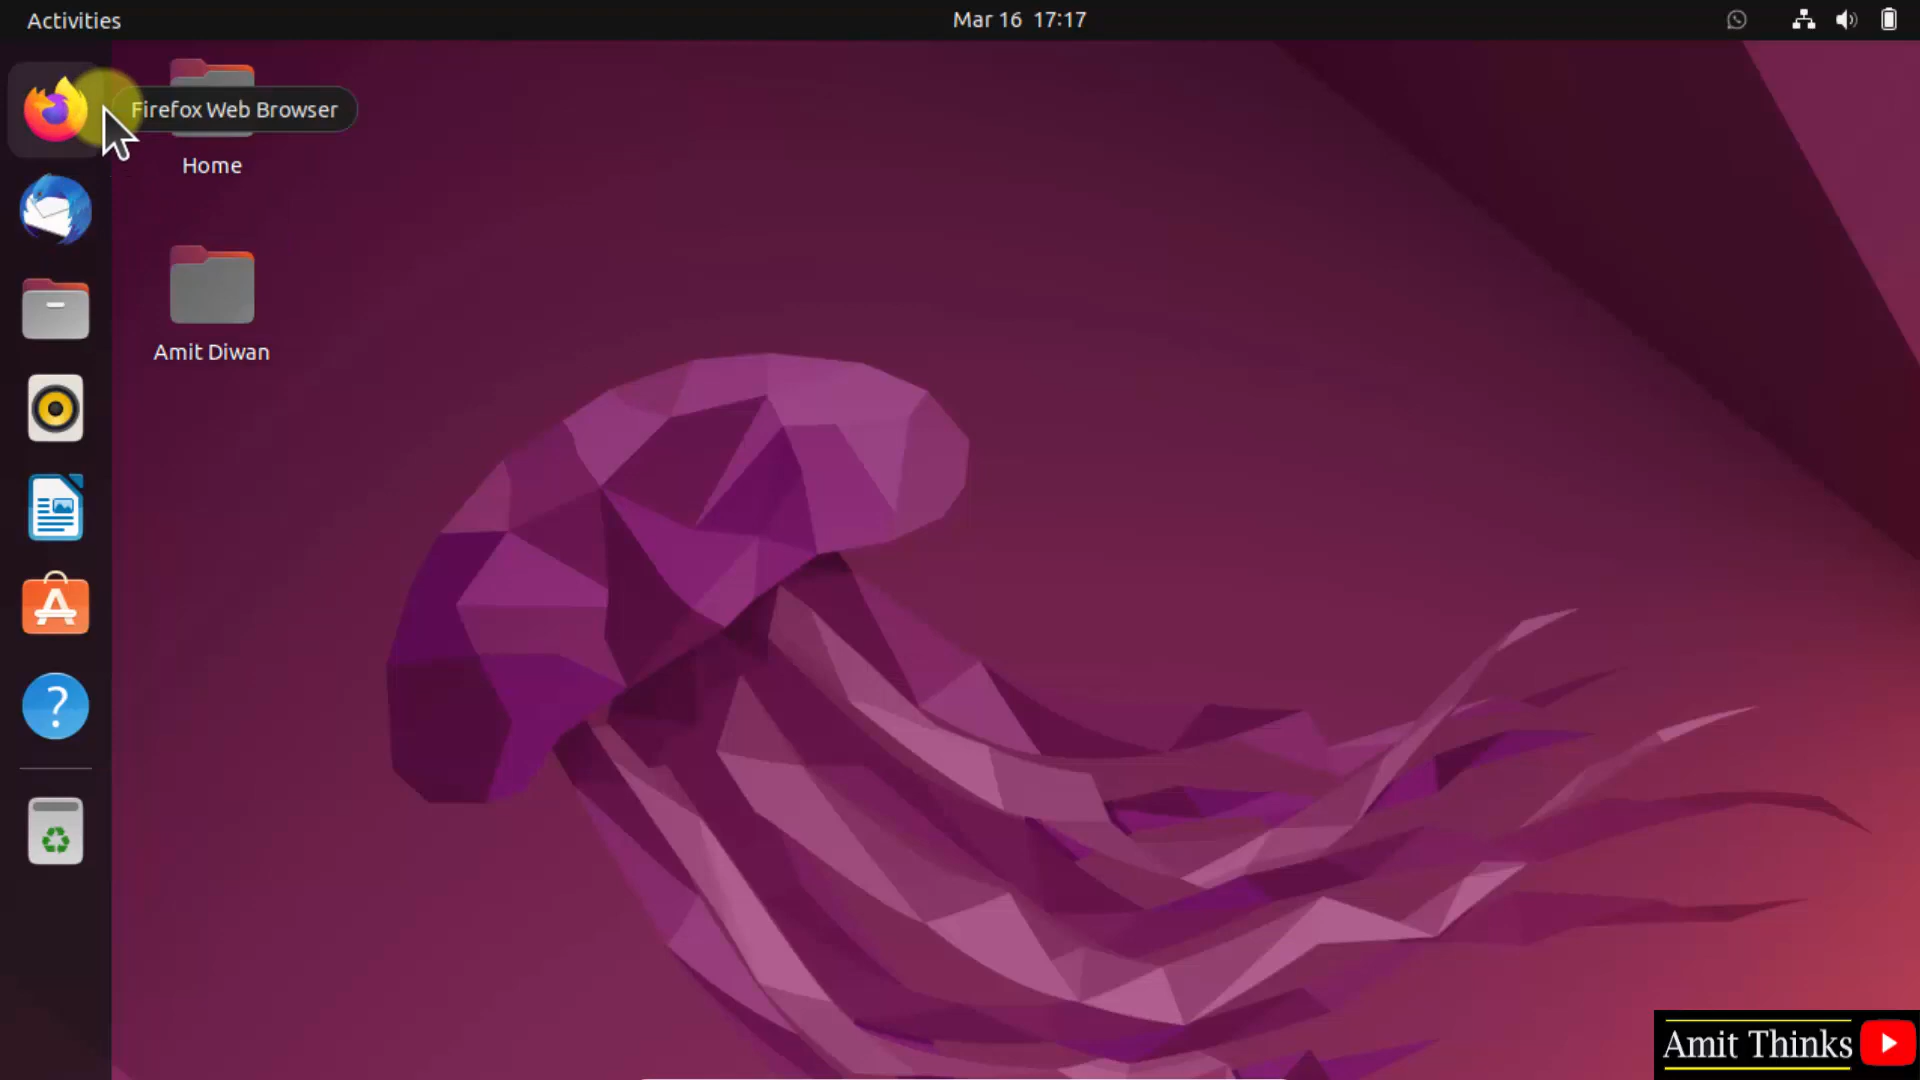 Activities
Mar 16 17:17
Firefox Web Browser
Home
Amit Diwan
Amit Thinks